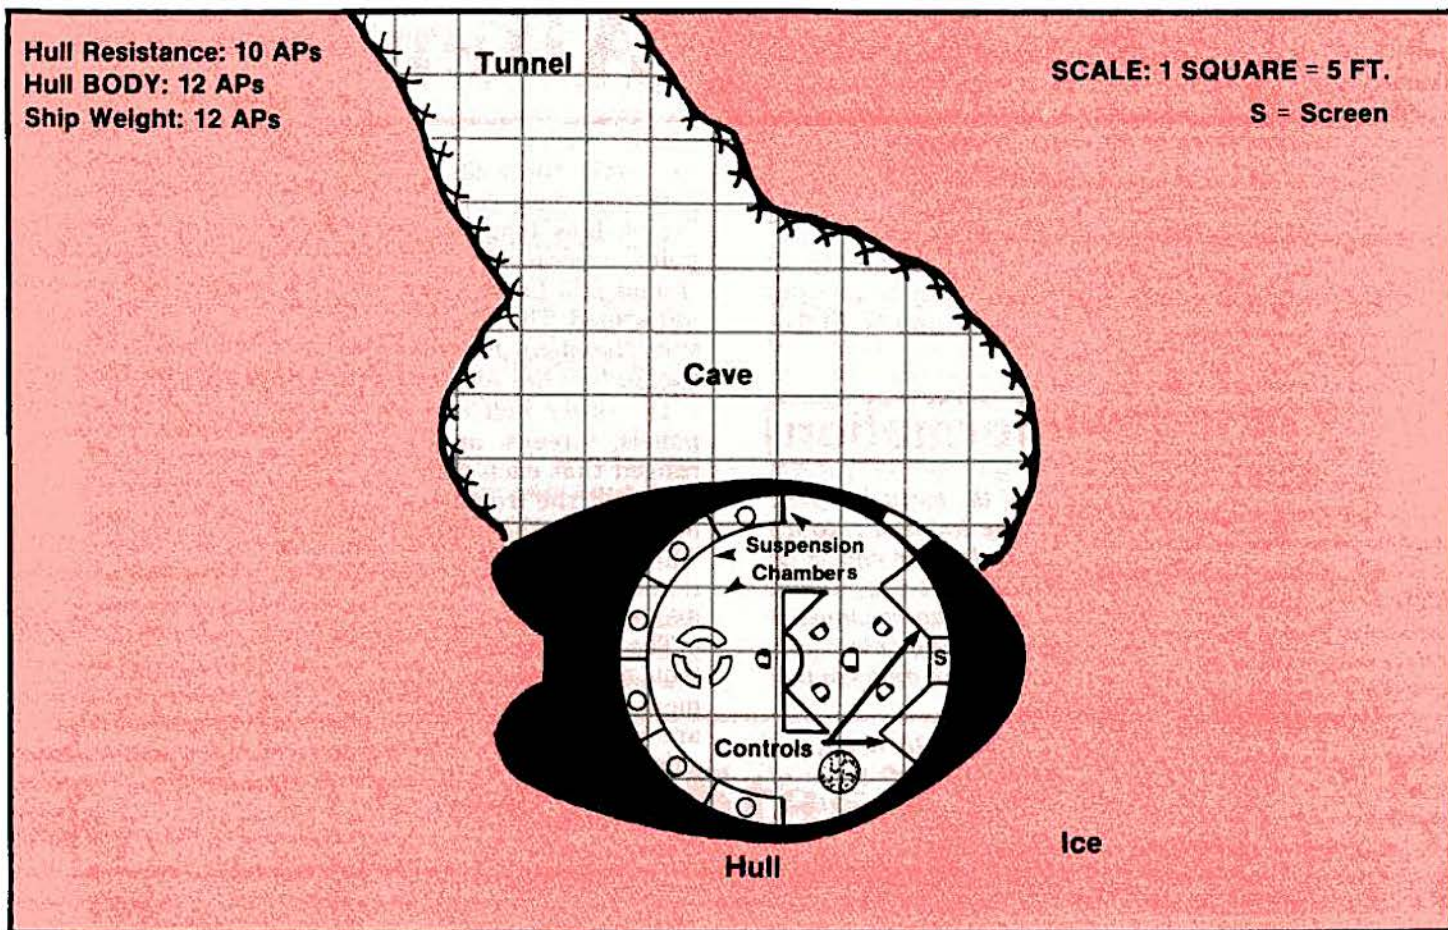 Hull Resistance: 10 APs
Hull BODY: 12 APs
Ship Weight: 12 APs
Tunnel
SCALE: 1 SQUARE = 5 FT.
S = Screen
Cave
Suspension
Chambers
S
Controls
Ice
Hull